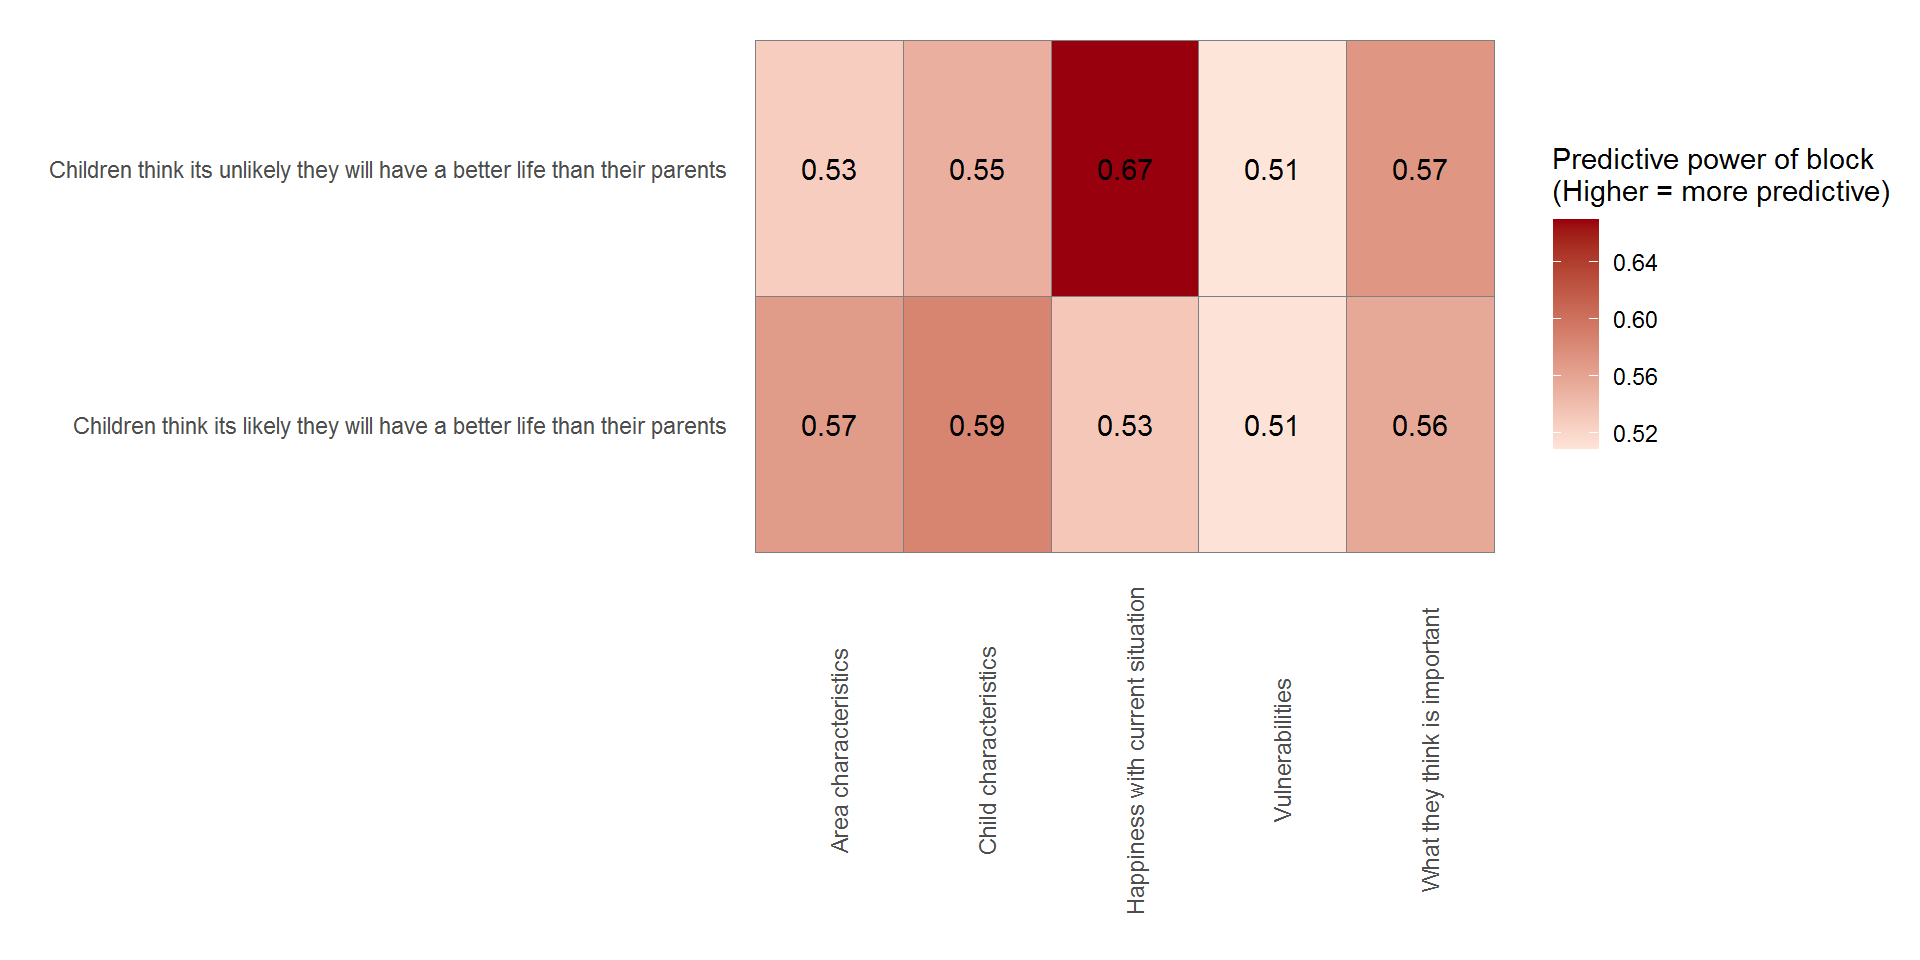 Children think its unlikely they will have a better life than their parents
0.53 0.55 0.67 0.51 0.57
Children think its likely they will have a better life than their parents
0.57 0.59 0.53 0.51 0.56
Area characteristics
Child characteristics
Happiness with current situation
Vulnerabilities
What they think is important
Predictive power of block
(Higher = more predictive)
0.64
0.60
0.56
0.52